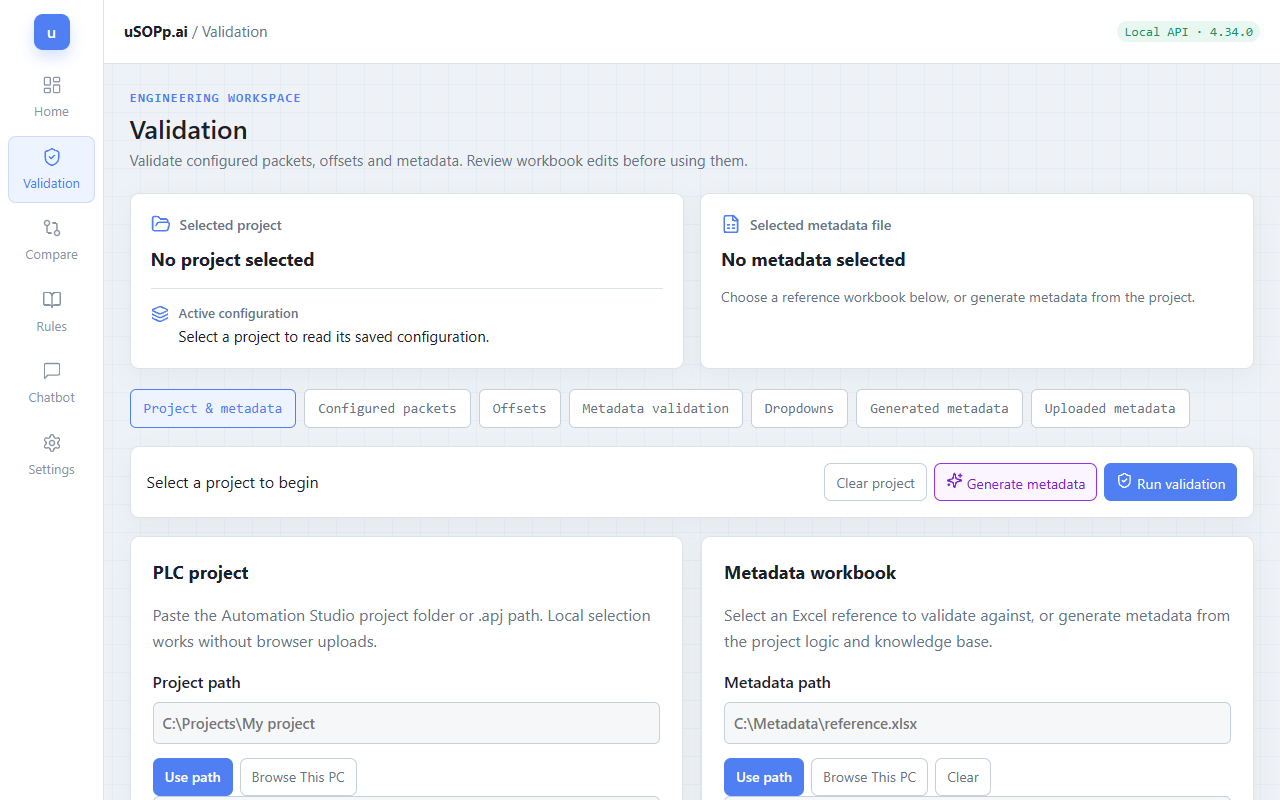 u
uSOPp.ai / Validation
Local API · 4.34.0
Home
Validation
Compare
Rules
Chatbot
Settings
ENGINEERING WORKSPACE
Validation
Validate configured packets, offsets and metadata. Review workbook edits before using them.
Selected project
No project selected
Active configuration
Select a project to read its saved configuration.
Selected metadata file
No metadata selected
Choose a reference workbook below, or generate metadata from the project.
Project & metadata
Configured packets
Offsets
Metadata validation
Dropdowns
Generated metadata
Uploaded metadata
Select a project to begin
Clear project
Generate metadata
Run validation
PLC project
Paste the Automation Studio project folder or .apj path. Local selection
works without browser uploads.
Project path
C:\Projects\My project
Use path
Browse This PC
Metadata workbook
Select an Excel reference to validate against, or generate metadata from
the project logic and knowledge base.
Metadata path
C:\Metadata\reference.xlsx
Use path
Browse This PC
Clear